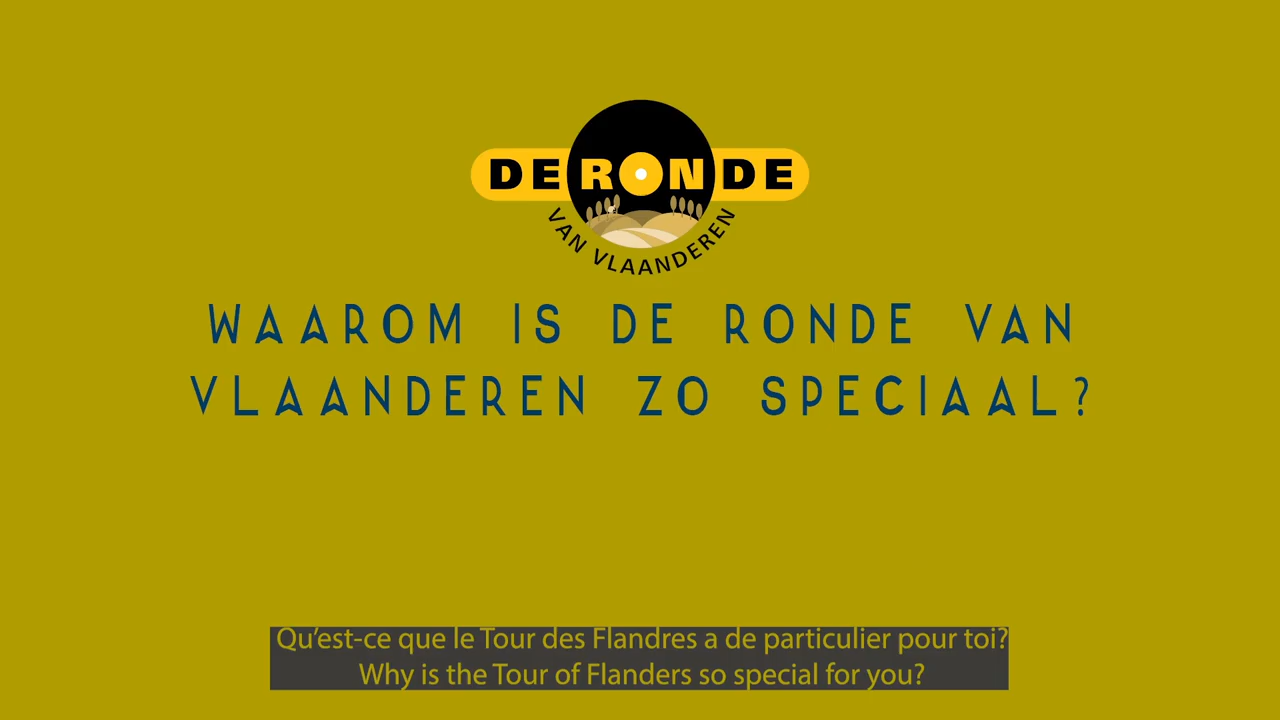 DE RONDE
VAN VLAANDEREN
WAAROM IS DE RONDE VAN
VLAANDEREN ZO SPECIAAL?
Qu’est-ce que le Tour des Flandres a de particulier pour toi?
Why is the Tour of Flanders so special for you?